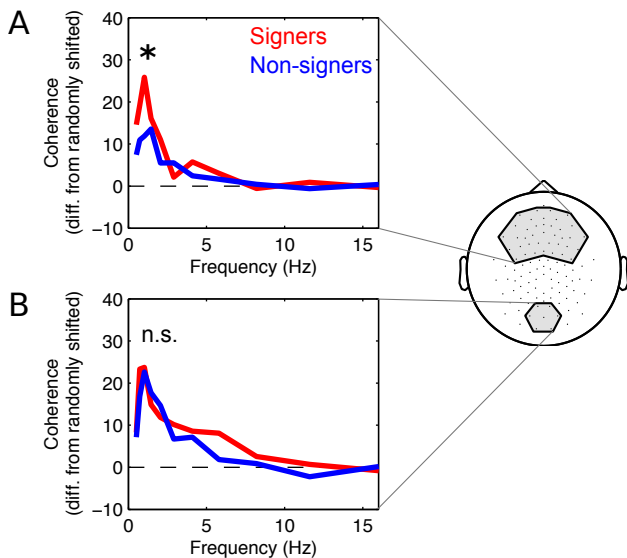 A
40
30
20
10
0
−10
Coherence
(diff. from randomly shifted)
*
Signers
Non-signers
0 5 10 15
Frequency (Hz)
B
40
30
20
10
0
−10
Coherence
(diff. from randomly shifted)
n.s.
0 5 10 15
Frequency (Hz)